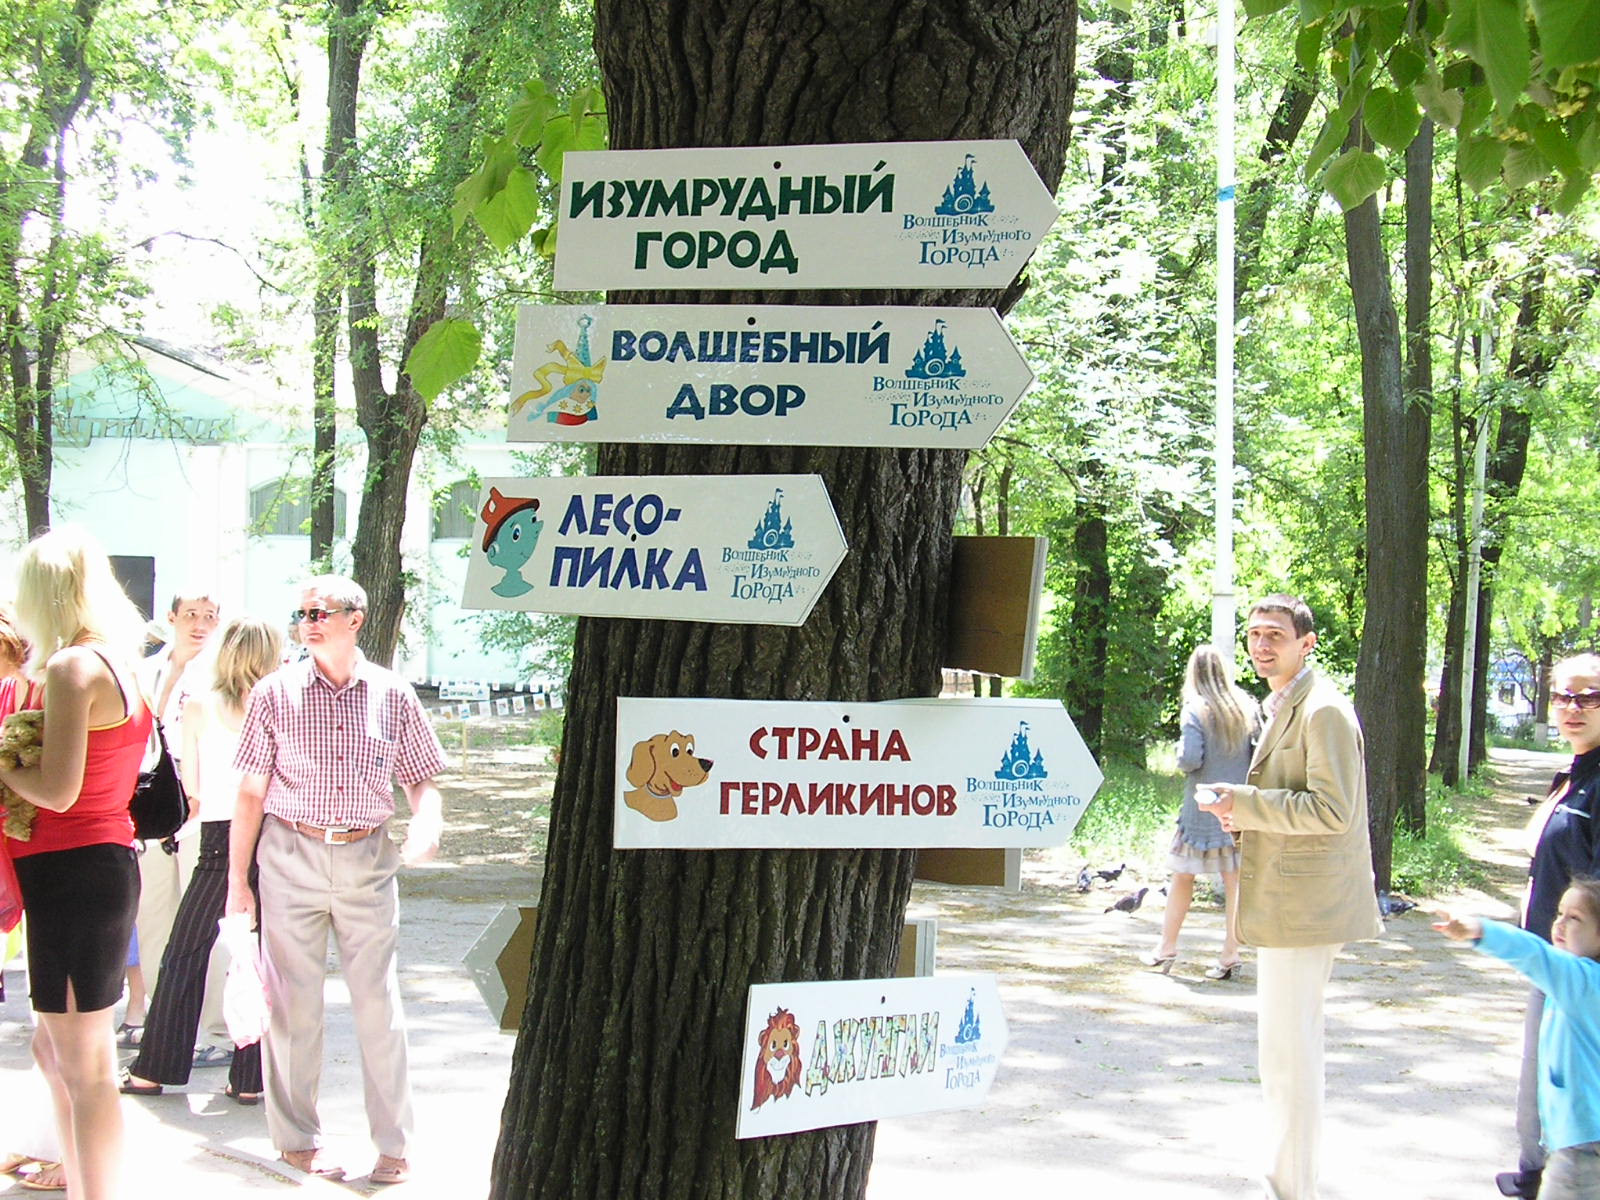 ИЗУМРУДНЫЙ
ГОРОД
ВОЛШЕБНИК
ИЗУМРУДНОГО
ГОРОДА
ВОЛШЕБНЫЙ
ДВОР
ВОЛШЕБНИК
ИЗУМРУДНОГО
ГОРОДА
ЛЕСО-
ПИЛКА
ВОЛШЕБНИК
ИЗУМРУДНОГО
ГОРОДА
СТРАНА
ГЕРЛИКИНОВ
ВОЛШЕБНИК
ИЗУМРУДНОГО
ГОРОДА
ДЖУНГЛИ
ВОЛШЕБНИК
ИЗУМРУДНОГО
ГОРОДА